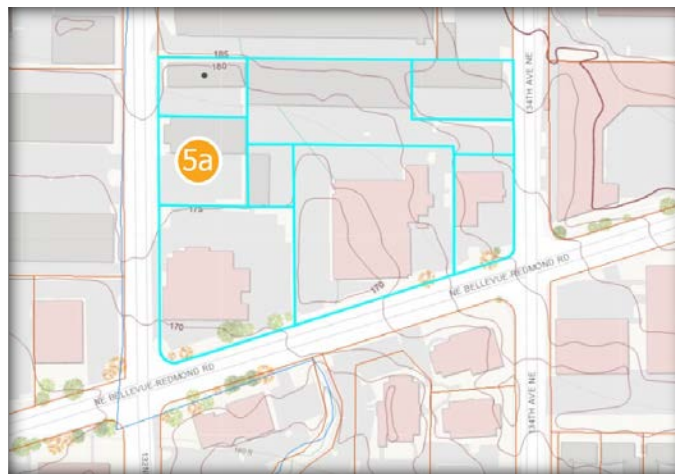 185
180
5a
175
170
170
134TH AVE NE
NE BELLEVUE-REDMOND RD
NE BELLEVUE-REDMOND RD
134TH AVE NE